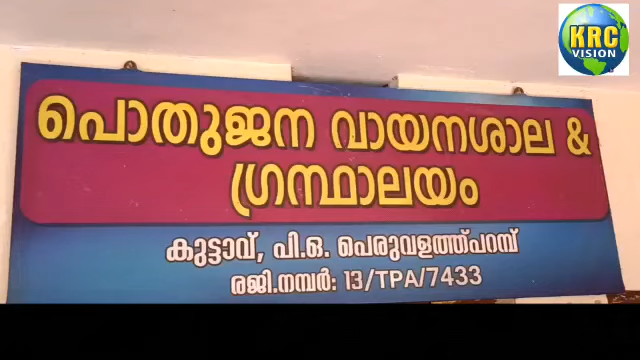 KRC
VISION
പൊതുജന വായനശാല &
ഗ്രന്ഥാലയം
കുട്ടാവ്, പി.ഒ. പെരുവളത്ത്പറമ്പ്
രജി.നമ്പർ: 13/TPA/7433